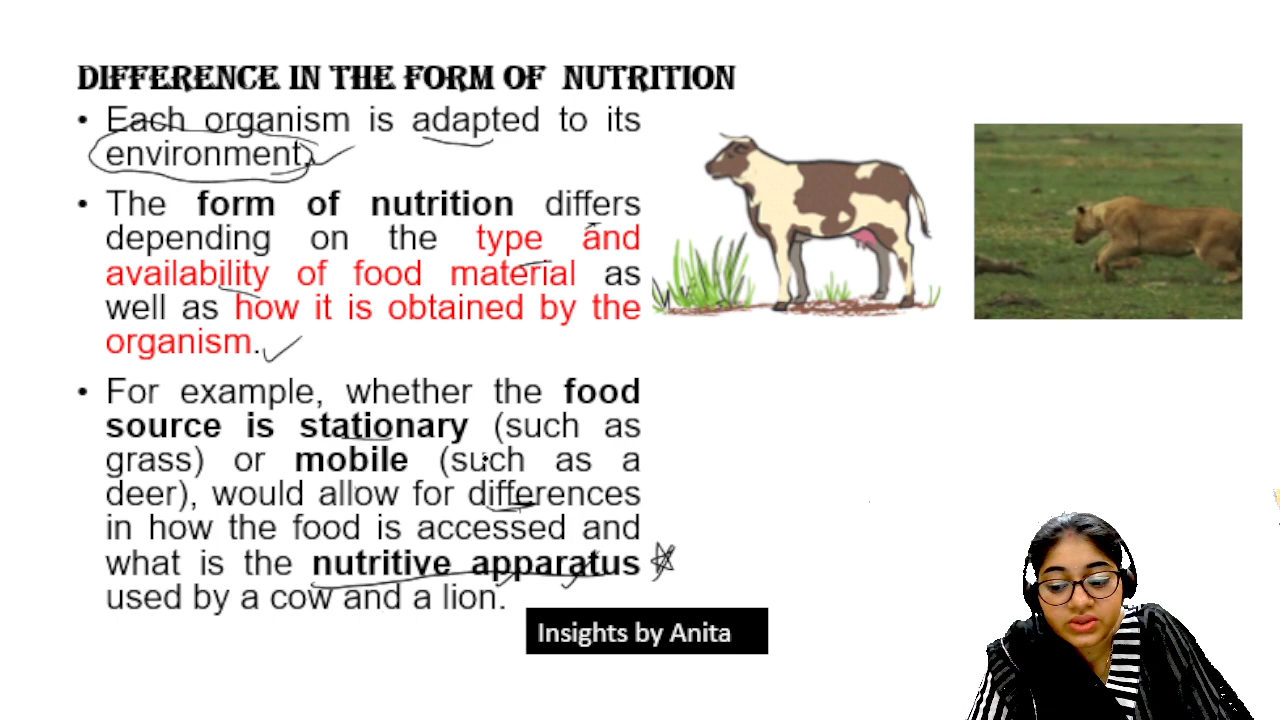 DIFFERENCE IN THE FORM OF NUTRITION
• Each organism is adapted to its
environment.
• The form of nutrition differs
depending on the type and
availability of food material as
well as how it is obtained by the
organism.
• For example, whether the food
source is stationary (such as
grass) or mobile (such as a
deer), would allow for differences
in how the food is accessed and
what is the nutritive apparatus
used by a cow and a lion.
Insights by Anita